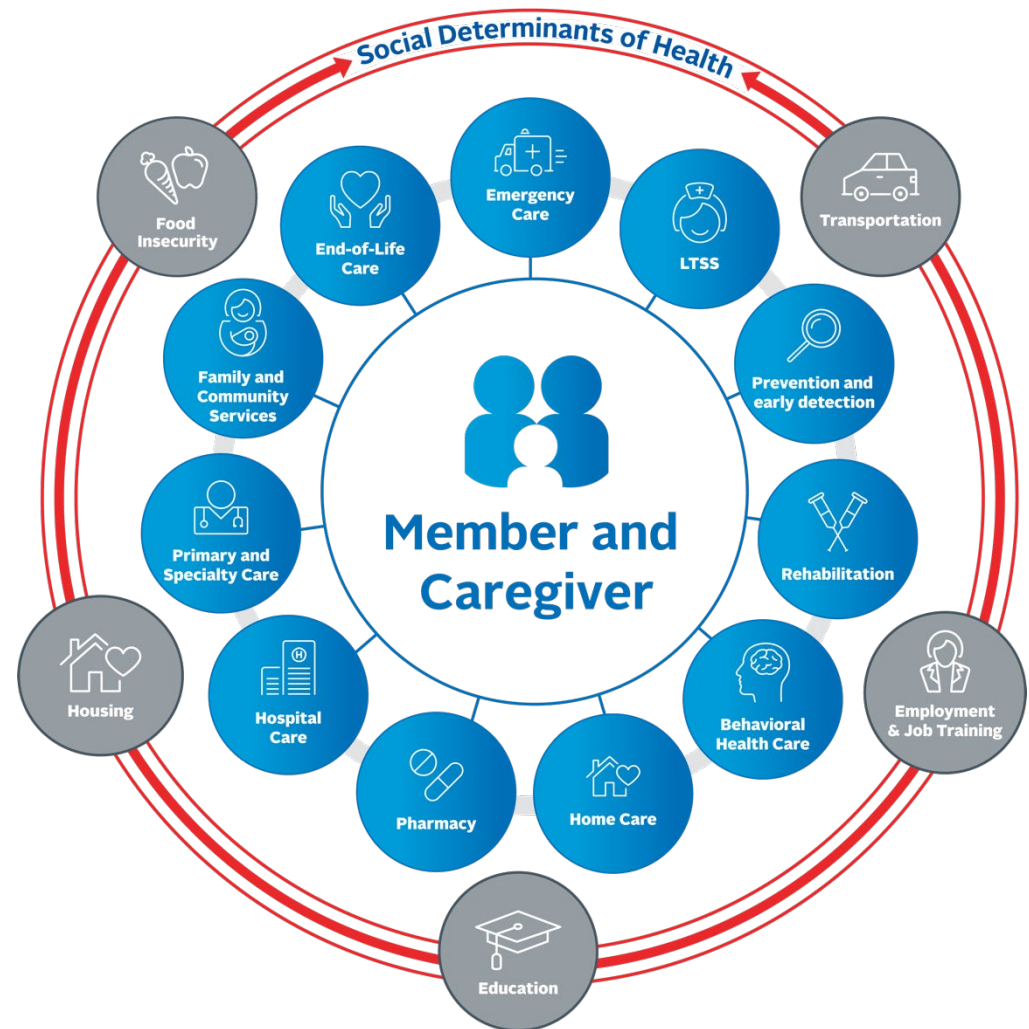 Social Determinants of Health
Food
Insecurity
Transportation
Emergency
Care
End-of-Life
Care
LTSS
Family and
Community
Services
Prevention and
early detection
Member and
Caregiver
Primary and
Specialty Care
Rehabilitation
Housing
Hospital
Care
H
Behavioral
Health Care
Employment
& Job Training
Pharmacy
Home Care
Education